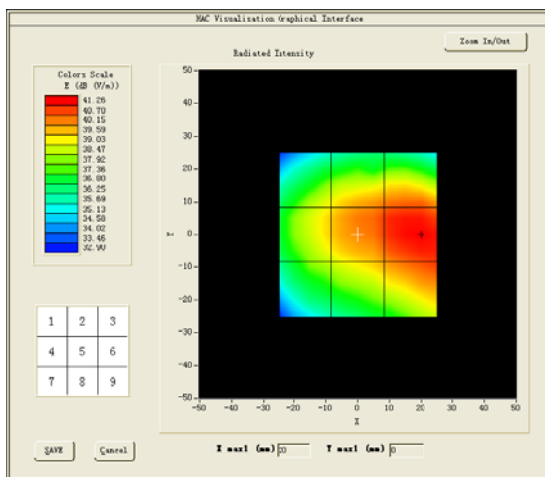 HAC Visualisation Graphical Interface
Zoom In/Out
Radiated Intensity
Colors Scale
E (dB (V/m))
41.26
40.70
40.15
39.59
39.03
38.47
37.92
37.36
36.80
36.25
35.69
35.13
34.58
34.02
33.46
32.90
50
40
30
20
10
0
-10
-20
-30
-40
-50
Y
-50 -40 -30 -20 -10 0 10 20 30 40 50
X
1 2 3
4 5 6
7 8 9
SAVE
Cancel
X max1 (mm)
Y max1 (mm) 0